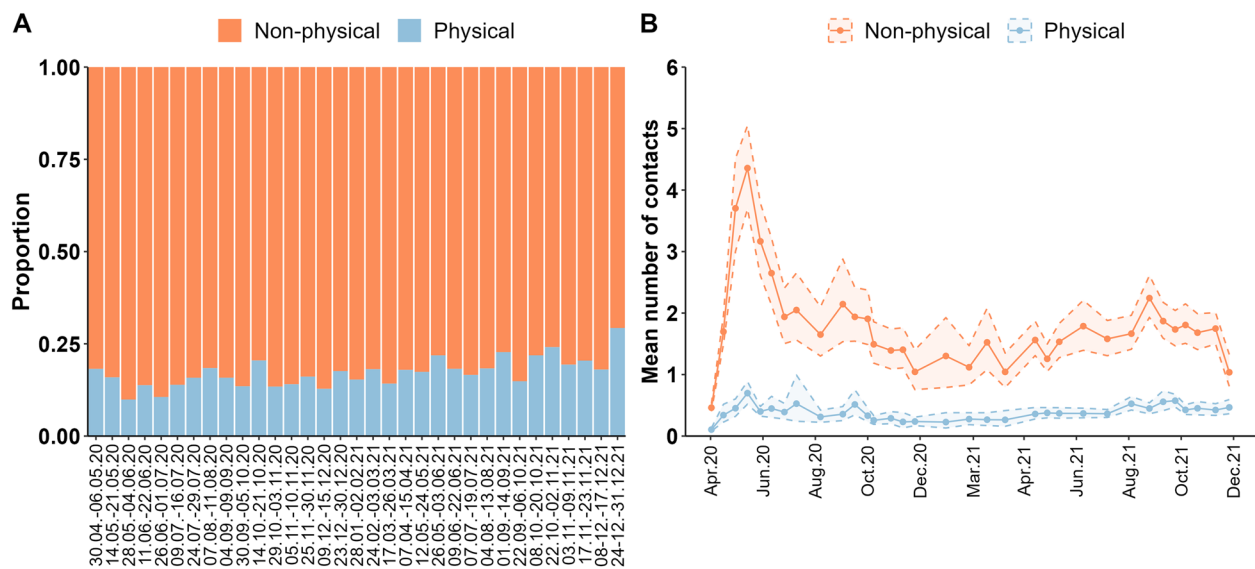 A
Non-physical
Physical
Proportion
1.00
0.75
0.50
0.25
0.00
30.04.-06.05.20
14.05.-21.05.20
28.05.-04.06.20
11.06.-22.06.20
26.06.-01.07.20
09.07.-16.07.20
24.07.-29.07.20
07.08.-11.08.20
04.09.-09.09.20
30.09.-05.10.20
14.10.-21.10.20
29.10.-03.11.20
05.11.-10.11.20
25.11.-30.11.20
09.12.-15.12.20
23.12.-30.12.20
28.01.-02.02.21
24.02.-03.03.21
17.03.-26.03.21
07.04.-15.04.21
12.05.-24.05.21
26.05.-03.06.21
09.06.-22.06.21
07.07.-19.07.21
04.08.-13.08.21
01.09.-14.09.21
22.09.-06.10.21
08.10.-20.10.21
22.10.-02.11.21
03.11.-09.11.21
17.11.-23.11.21
08-12.-17.12.21
24-12.-31.12.21
B
Non-physical
Physical
Mean number of contacts
6
5
4
3
2
1
0
Apr.20
Jun.20
Aug.20
Oct.20
Dec.20
Mar.21
Apr.21
Jun.21
Aug.21
Oct.21
Dec.21